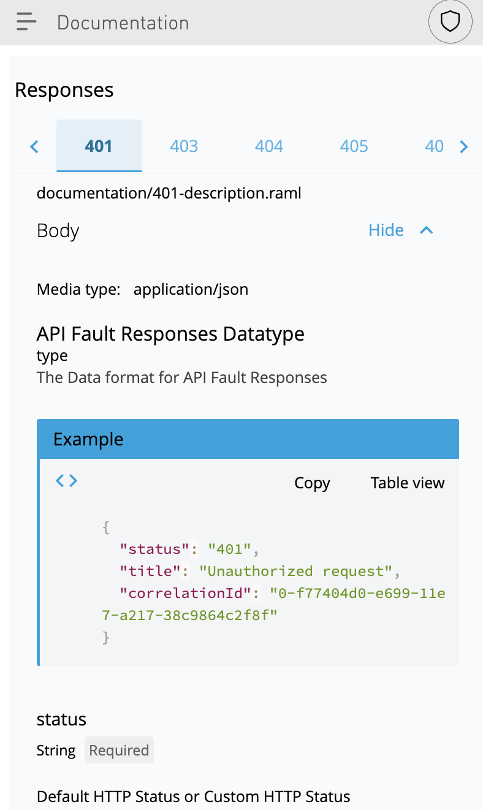 Documentation
Responses
401 403 404 405 40
documentation/401-description.raml
Body Hide
Media type: application/json
API Fault Responses Datatype
type
The Data format for API Fault Responses
Example
Copy Table view
{
"status": "401",
"title": "Unauthorized request",
"correlationId": "0-f77404d0-e699-11e
7-a217-38c9864c2f8f"
}
status
String Required
Default HTTP Status or Custom HTTP Status